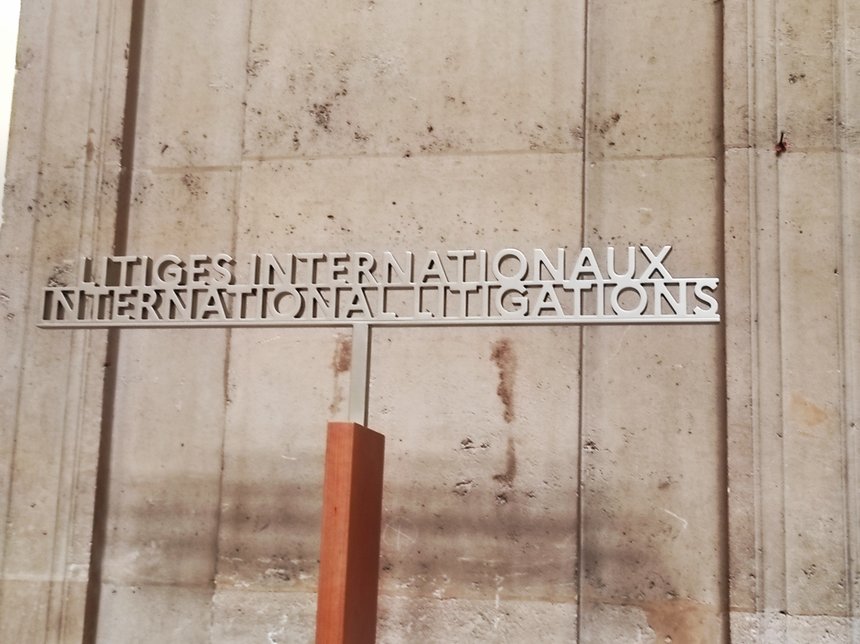 LITIGES INTERNATIONAUX
INTERNATIONAL LITIGATIONS